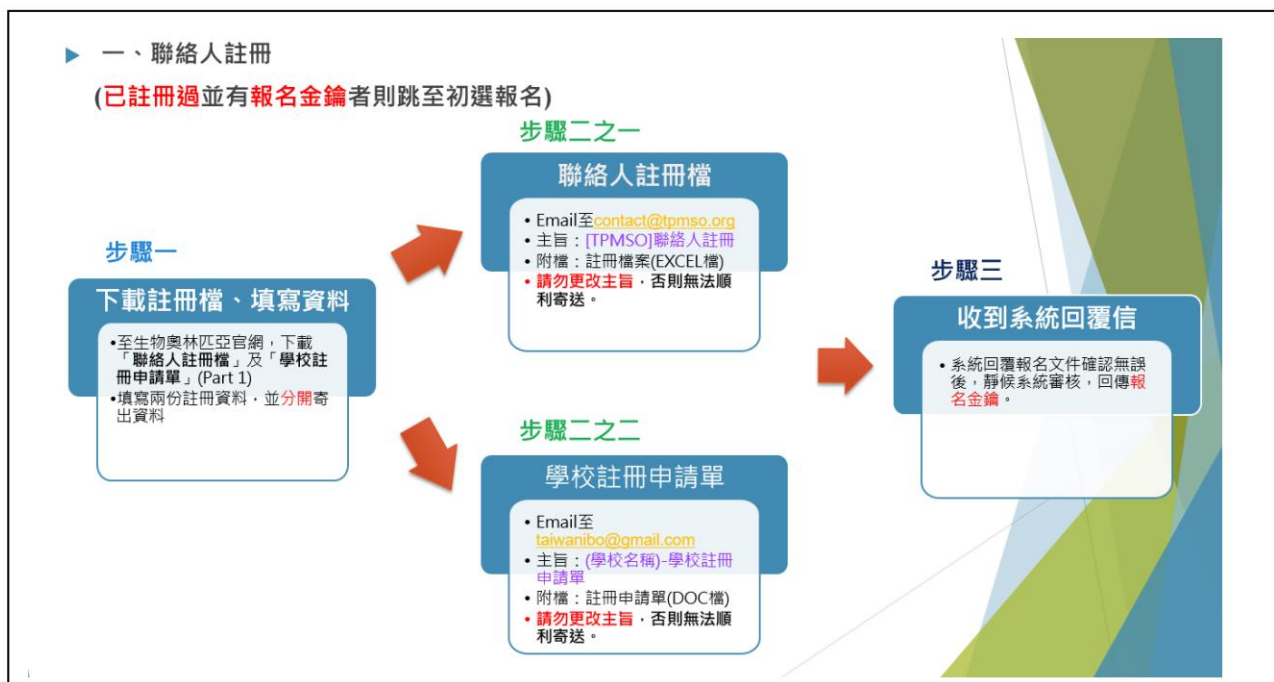 一、聯絡人註冊
(已註冊過並有報名金鑰者則跳至初選報名)
步驟一
下載註冊檔、填寫資料
•至生物奧林匹亞官網，下載
「聯絡人註冊檔」及「學校註
冊申請單」(Part 1)
•填寫兩份註冊資料，並分開寄
出資料
步驟二之一
聯絡人註冊檔
• Email至contact@tpmso.org
• 主旨：[TPMSO]聯絡人註冊
• 附檔：註冊檔案(EXCEL檔)
• 請勿更改主旨，否則無法順
利寄送。
步驟二之二
學校註冊申請單
• Email至
taiwanibo@gmail.com
• 主旨：(學校名稱)-學校註冊
申請單
• 附檔：註冊申請單(DOC檔)
• 請勿更改主旨，否則無法順
利寄送。
步驟三
收到系統回覆信
• 系統回覆報名文件確認無誤
後，靜候系統審核，回傳報
名金鑰。